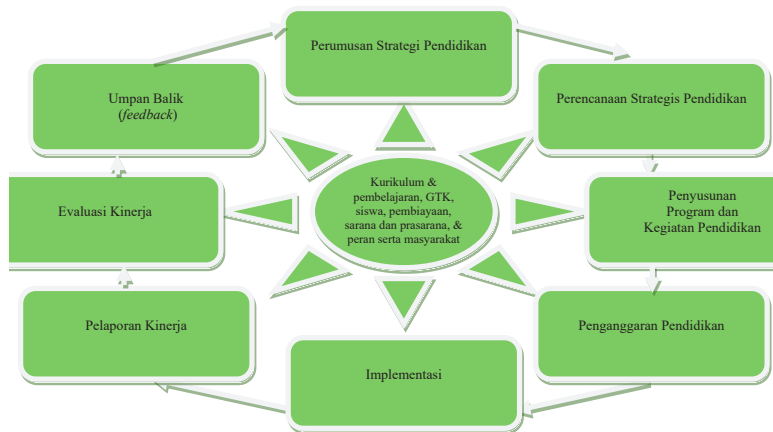 Perumusan Strategi Pendidikan
Perencanaan Strategis Pendidikan
Penyusunan
Program dan
Kegiatan Pendidikan
Penganggaran Pendidikan
Implementasi
Pelaporan Kinerja
Evaluasi Kinerja
Umpan Balik
(feedback)
Kurikulum &
pembelajaran, GTK,
siswa, pembiayaan,
sarana dan prasarana, &
peran serta masyarakat